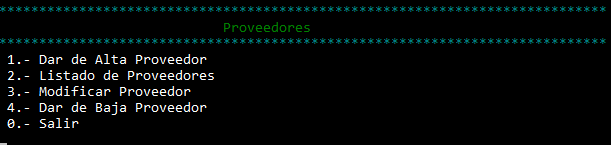 ****************************************************************************
Proveedores
****************************************************************************
1.- Dar de Alta Proveedor
2.- Listado de Proveedores
3.- Modificar Proveedor
4.- Dar de Baja Proveedor
0.- Salir